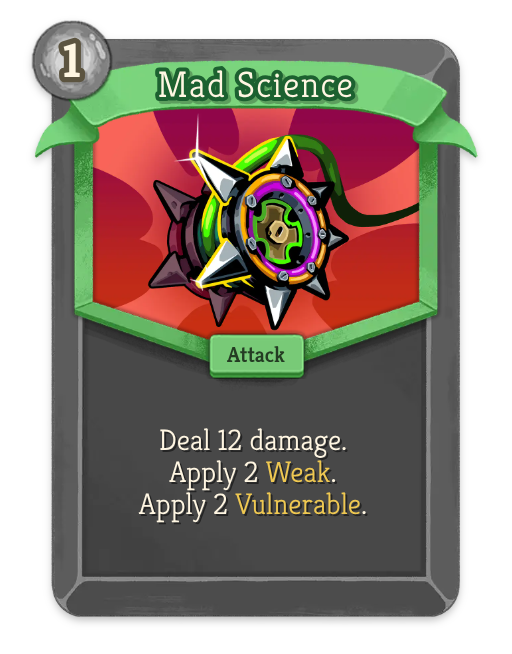 1
Mad Science
Attack
Deal 12 damage.
Apply 2 Weak.
Apply 2 Vulnerable.